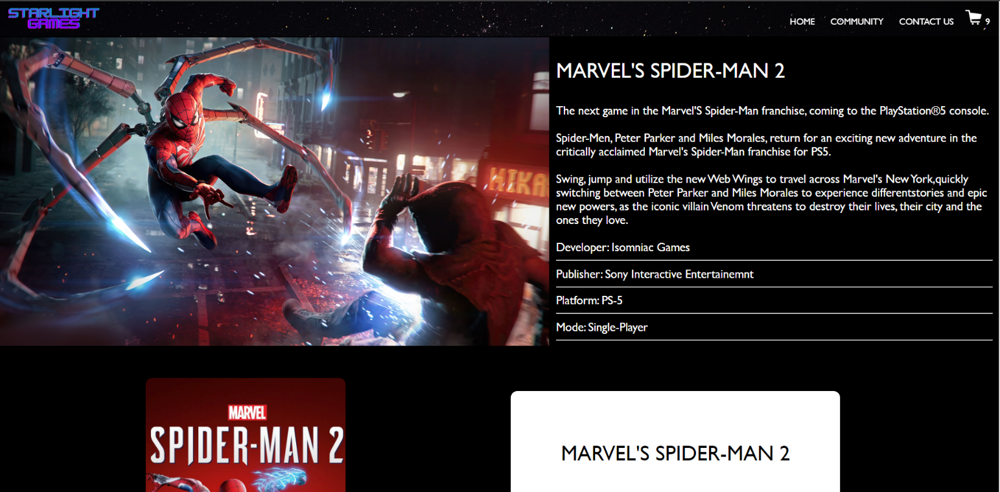 STARLIGHT
GAMES
HOME COMMUNITY CONTACT US 9
MARVEL'S SPIDER-MAN 2
The next game in the Marvel'S Spider-Man franchise, coming to the PlayStation®5 console.
Spider-Men, Peter Parker and Miles Morales, return for an exciting new adventure in the
critically acclaimed Marvel's Spider-Man franchise for PS5.
Swing, jump and utilize the new Web Wings to travel across Marvel's New York,quickly
switching between Peter Parker and Miles Morales to experience differentstories and epic
new powers, as the iconic villain Venom threatens to destroy their lives, their city and the
ones they love.
Developer: Isomniac Games
Publisher: Sony Interactive Entertainemnt
Platform: PS-5
Mode: Single-Player
MARVEL
SPIDER-MAN 2
MARVEL'S SPIDER-MAN 2